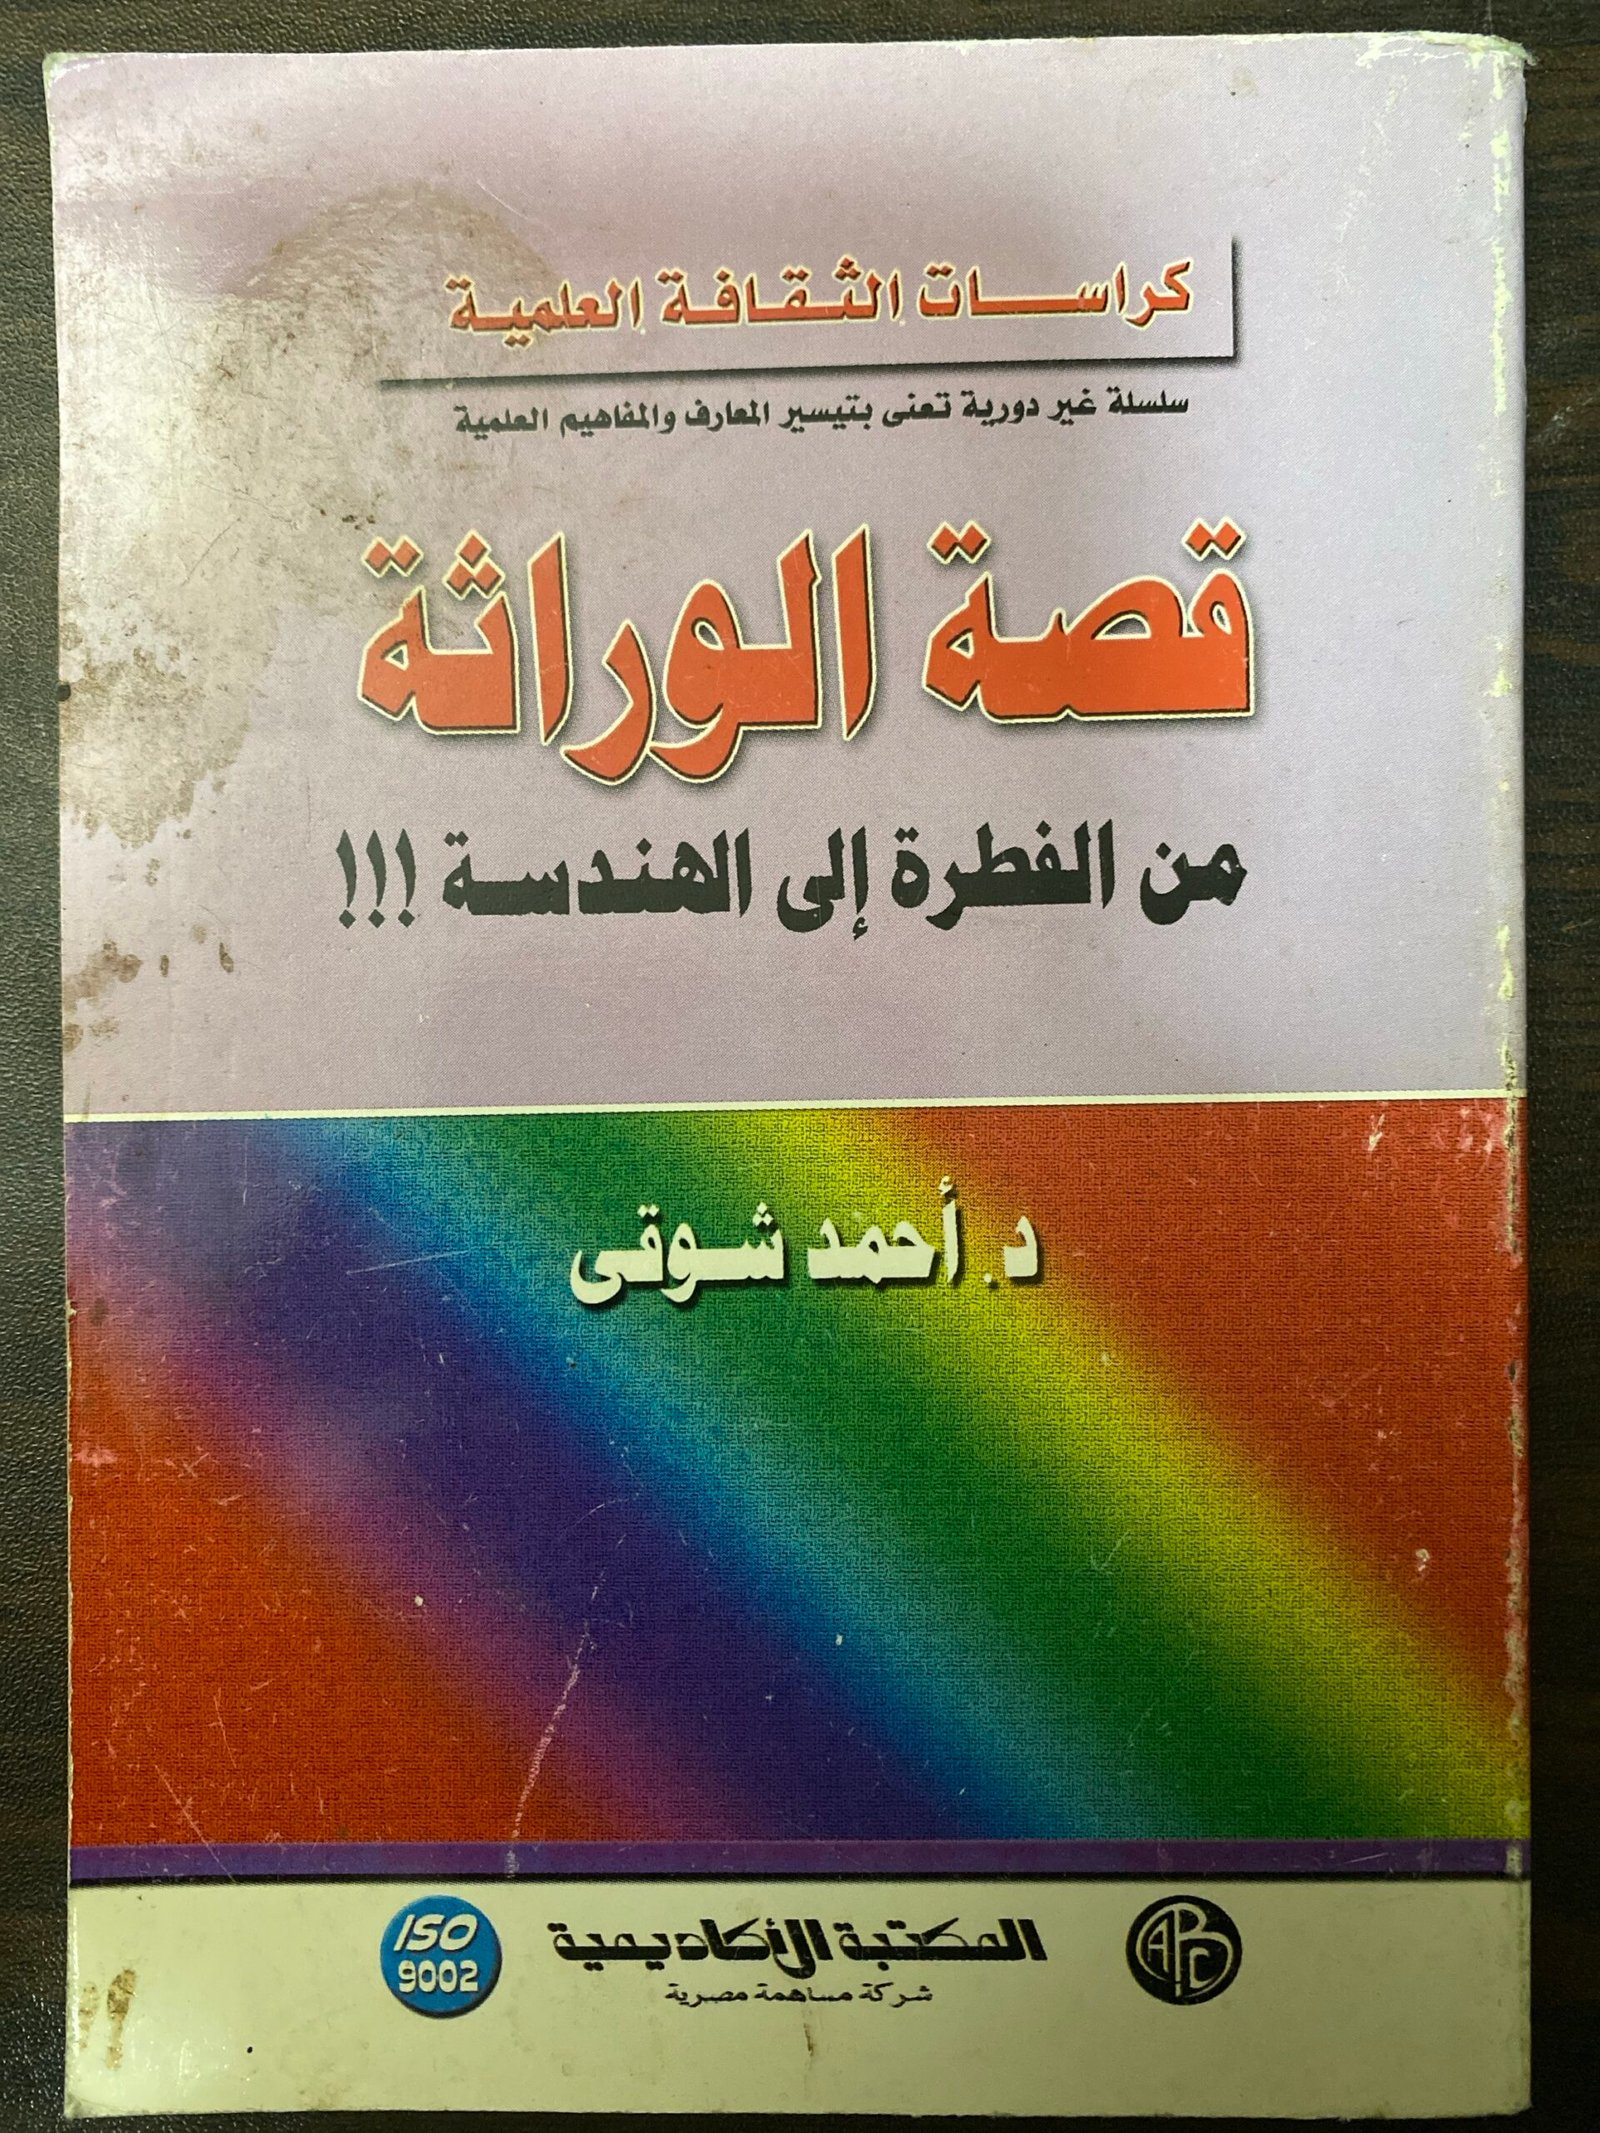 كراسات الثقافة العلمية
سلسلة غير دورية تعنى بتيسير المعارف والمفاهيم العلمية
قصة الوراثة
من الفطرة إلى الهندسة !!!
د. أحمد شوقى
ISO
9002
المكتبة الأكاديمية
شركة مساهمة مصرية
ABC